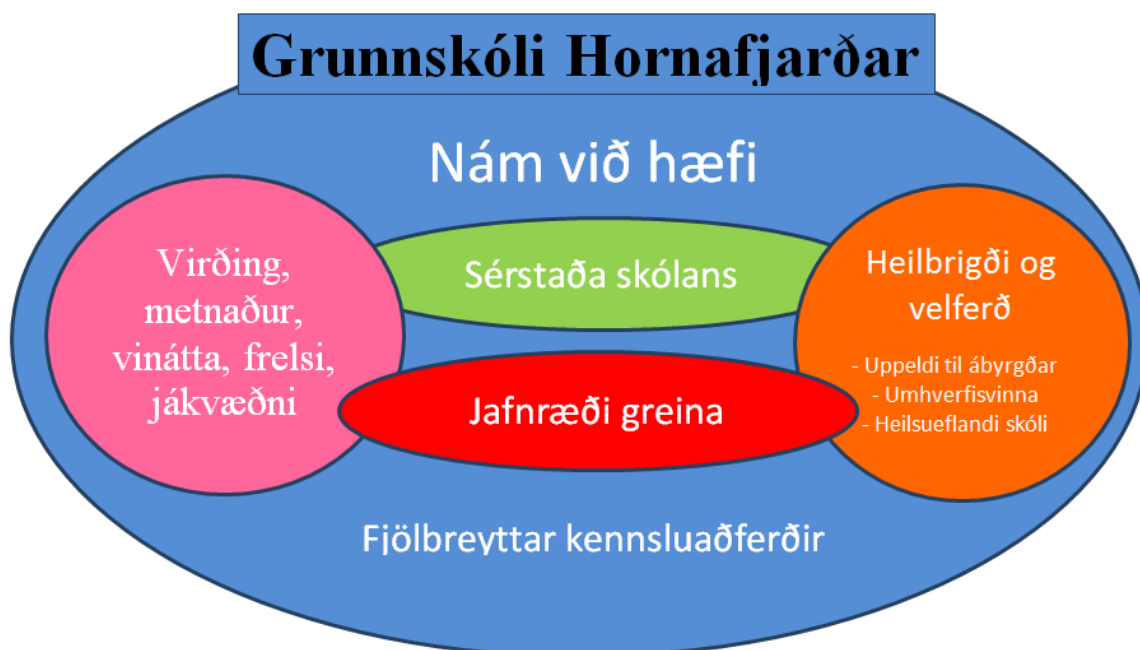 Grunnskóli Hornafjarðar
Nám við hæfi
Virðing,
metnaður,
vinátta, frelsi,
jákvæðni
Sérstaða skólans
Jafnræði greina
Heilbrigði og
velferð
- Uppeldi til ábyrgðar
- Umhverfisvinna
- Heilsueflandi skóli
Fjölbreyttar kennsluaðferðir